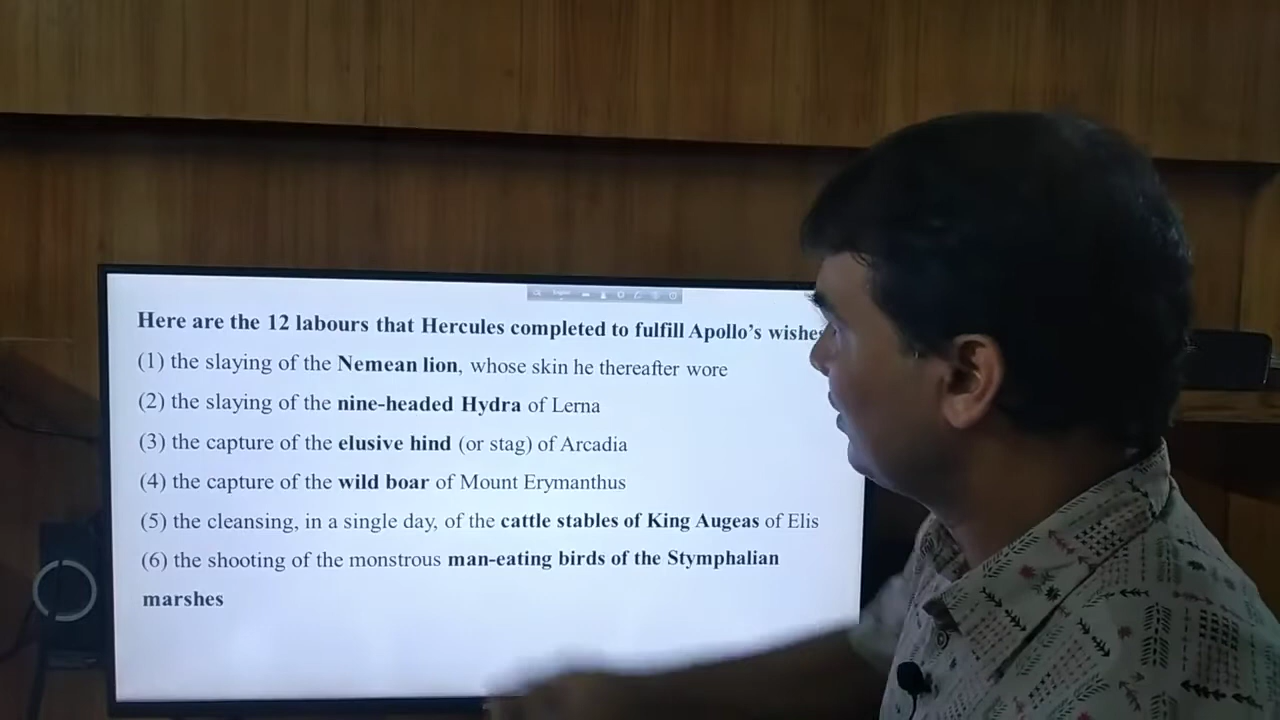 Here are the 12 labours that Hercules completed to fulfill Apollo's wishes
(1) the slaying of the Nemean lion, whose skin he thereafter wore
(2) the slaying of the nine-headed Hydra of Lerna
(3) the capture of the elusive hind (or stag) of Arcadia
(4) the capture of the wild boar of Mount Erymanthus
(5) the cleansing, in a single day, of the cattle stables of King Augeas of Elis
(6) the shooting of the monstrous man-eating birds of the Stymphalian
marshes